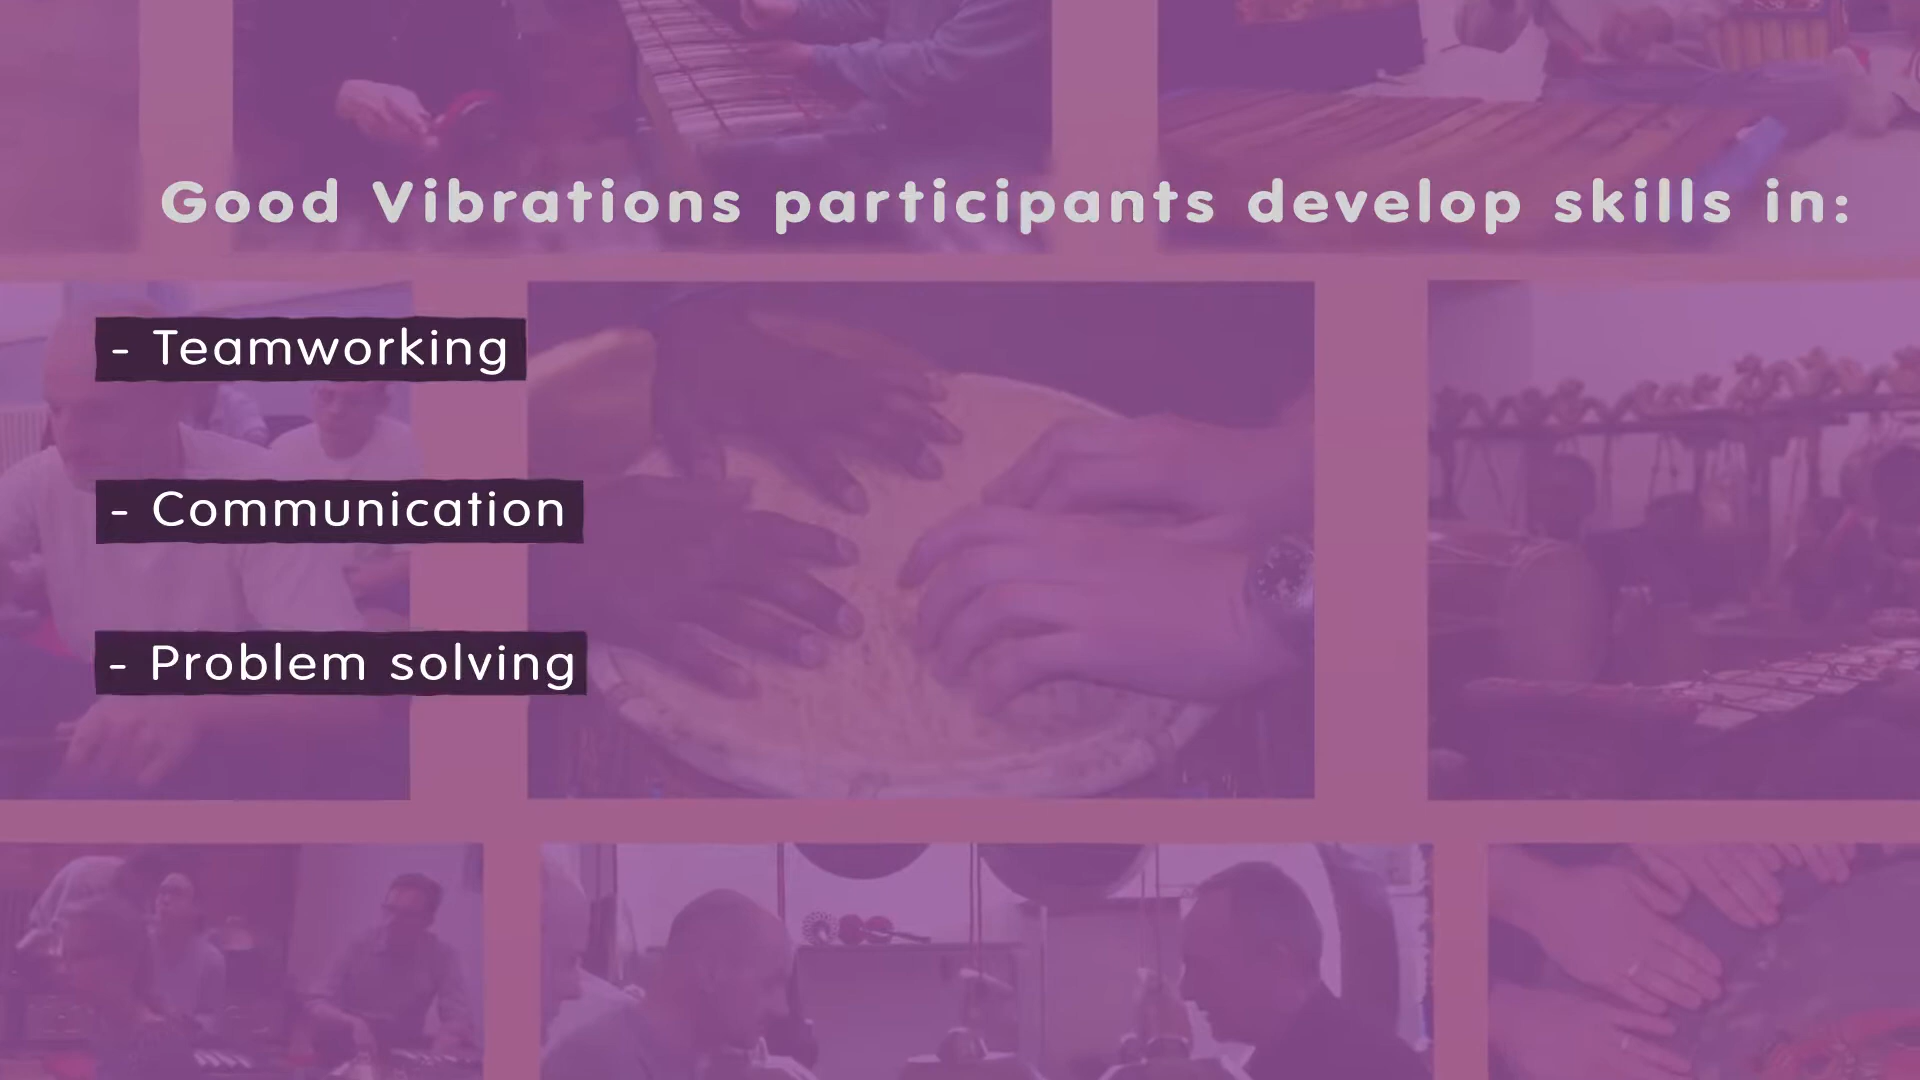 Good Vibrations participants develop skills in:
- Teamworking
- Communication
- Problem solving